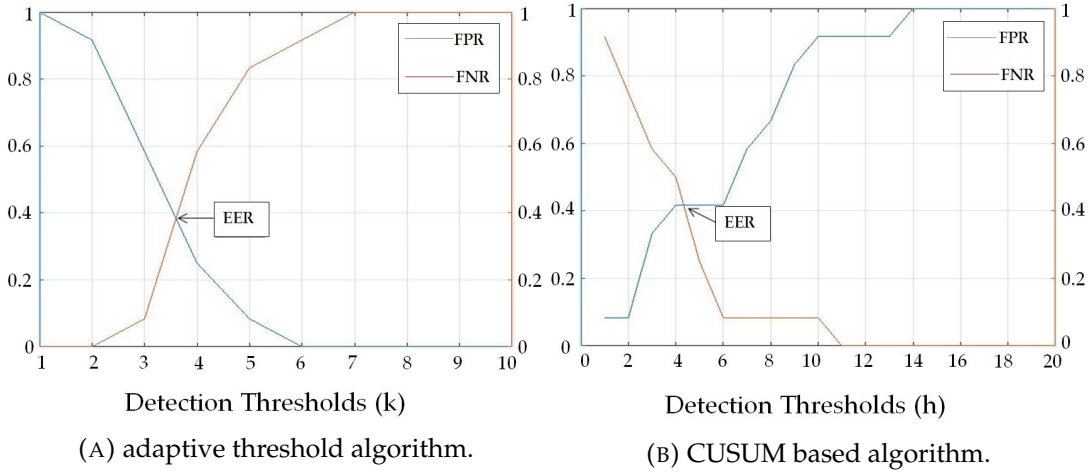 1
0.8
0.6
0.4
0.2
0
1 2 3 4 5 6 7 8 9 10
1
0.8
0.6
0.4
0.2
0
FPR
FNR
EER
Detection Thresholds (k)
(A) adaptive threshold algorithm.
1
0.8
0.6
0.4
0.2
0
0 2 4 6 8 10 12 14 16 18 20
1
0.8
0.6
0.4
0.2
0
FPR
FNR
EER
Detection Thresholds (h)
(B) CUSUM based algorithm.